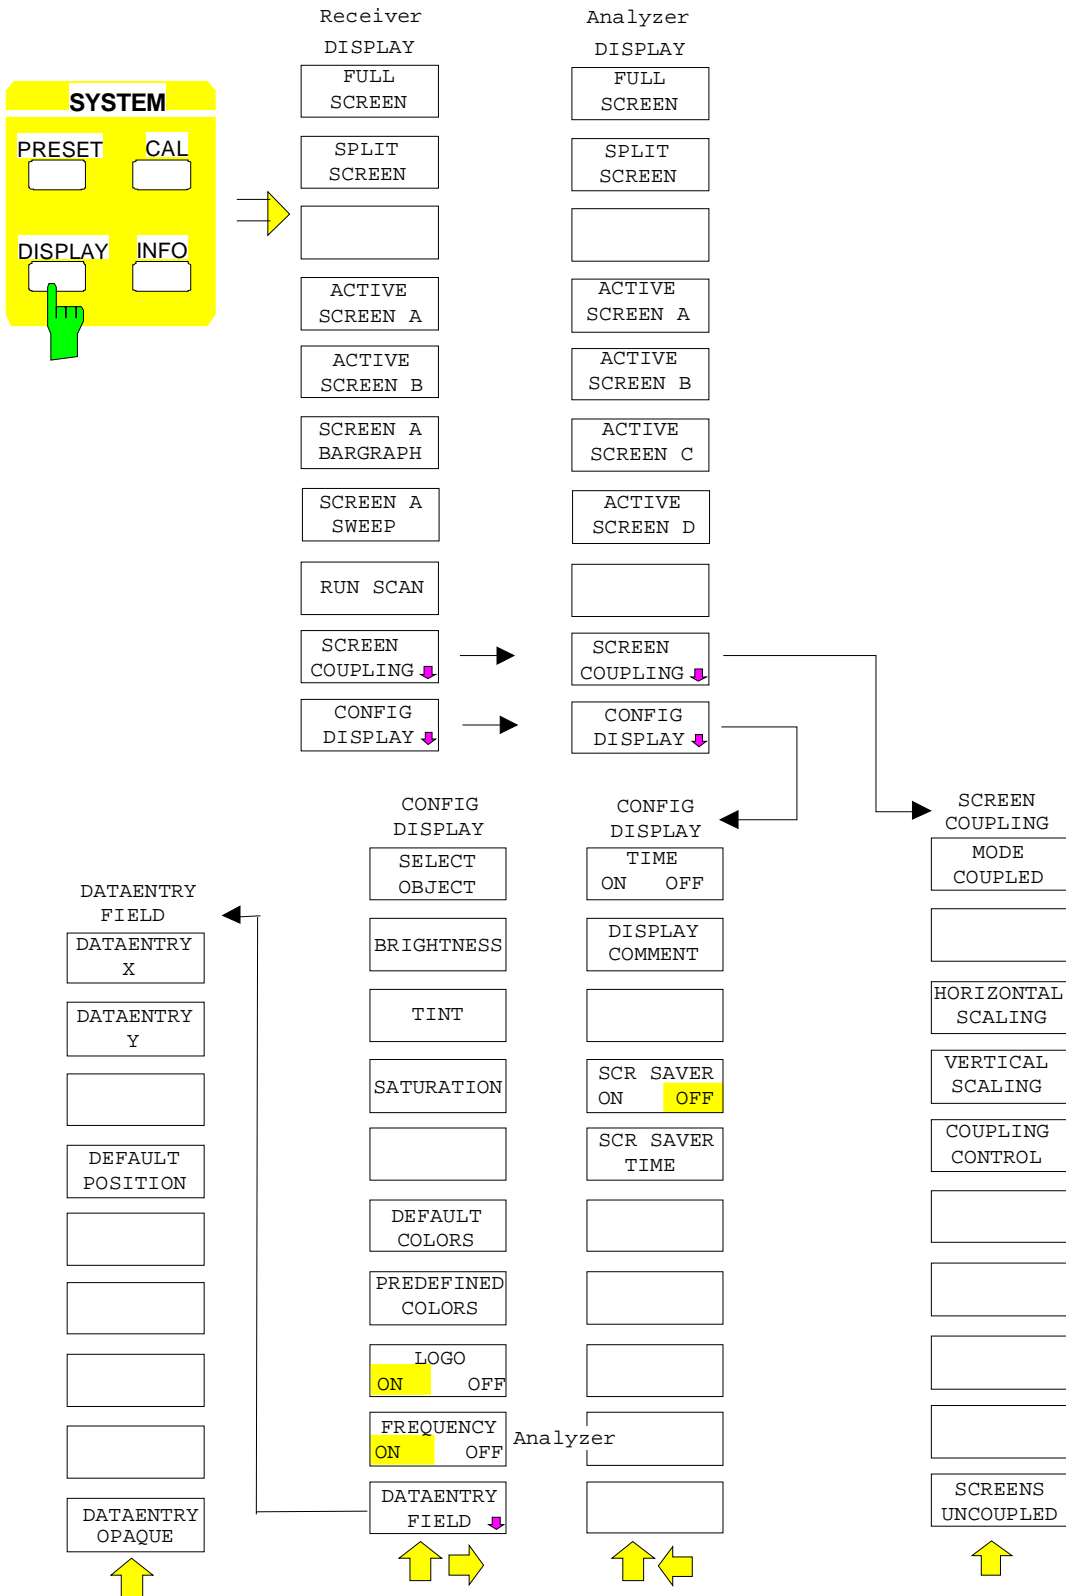 Receiver
DISPLAY
FULL
SCREEN
SPLIT
SCREEN
ACTIVE
SCREEN A
ACTIVE
SCREEN B
SCREEN A
BARGRAPH
SCREEN A
SWEEP
RUN SCAN
SCREEN
COUPLING
CONFIG
DISPLAY
Analyzer
DISPLAY
FULL
SCREEN
SPLIT
SCREEN
ACTIVE
SCREEN A
ACTIVE
SCREEN B
ACTIVE
SCREEN C
ACTIVE
SCREEN D
SCREEN
COUPLING
CONFIG
DISPLAY
SYSTEM
PRESET CAL
DISPLAY INFO
DATAENTRY
FIELD
DATAENTRY
X
DATAENTRY
Y
DEFAULT
POSITION
DATAENTRY
OPAQUE
CONFIG
DISPLAY
SELECT
OBJECT
BRIGHTNESS
TINT
SATURATION
DEFAULT
COLORS
PREDEFINED
COLORS
LOGO
ON OFF
FREQUENCY
ON OFF
Analyzer
DATAENTRY
FIELD
CONFIG
DISPLAY
TIME
ON OFF
DISPLAY
COMMENT
SCR SAVER
ON OFF
SCR SAVER
TIME
SCREEN
COUPLING
MODE
COUPLED
HORIZONTAL
SCALING
VERTICAL
SCALING
COUPLING
CONTROL
SCREENS
UNCOUPLED